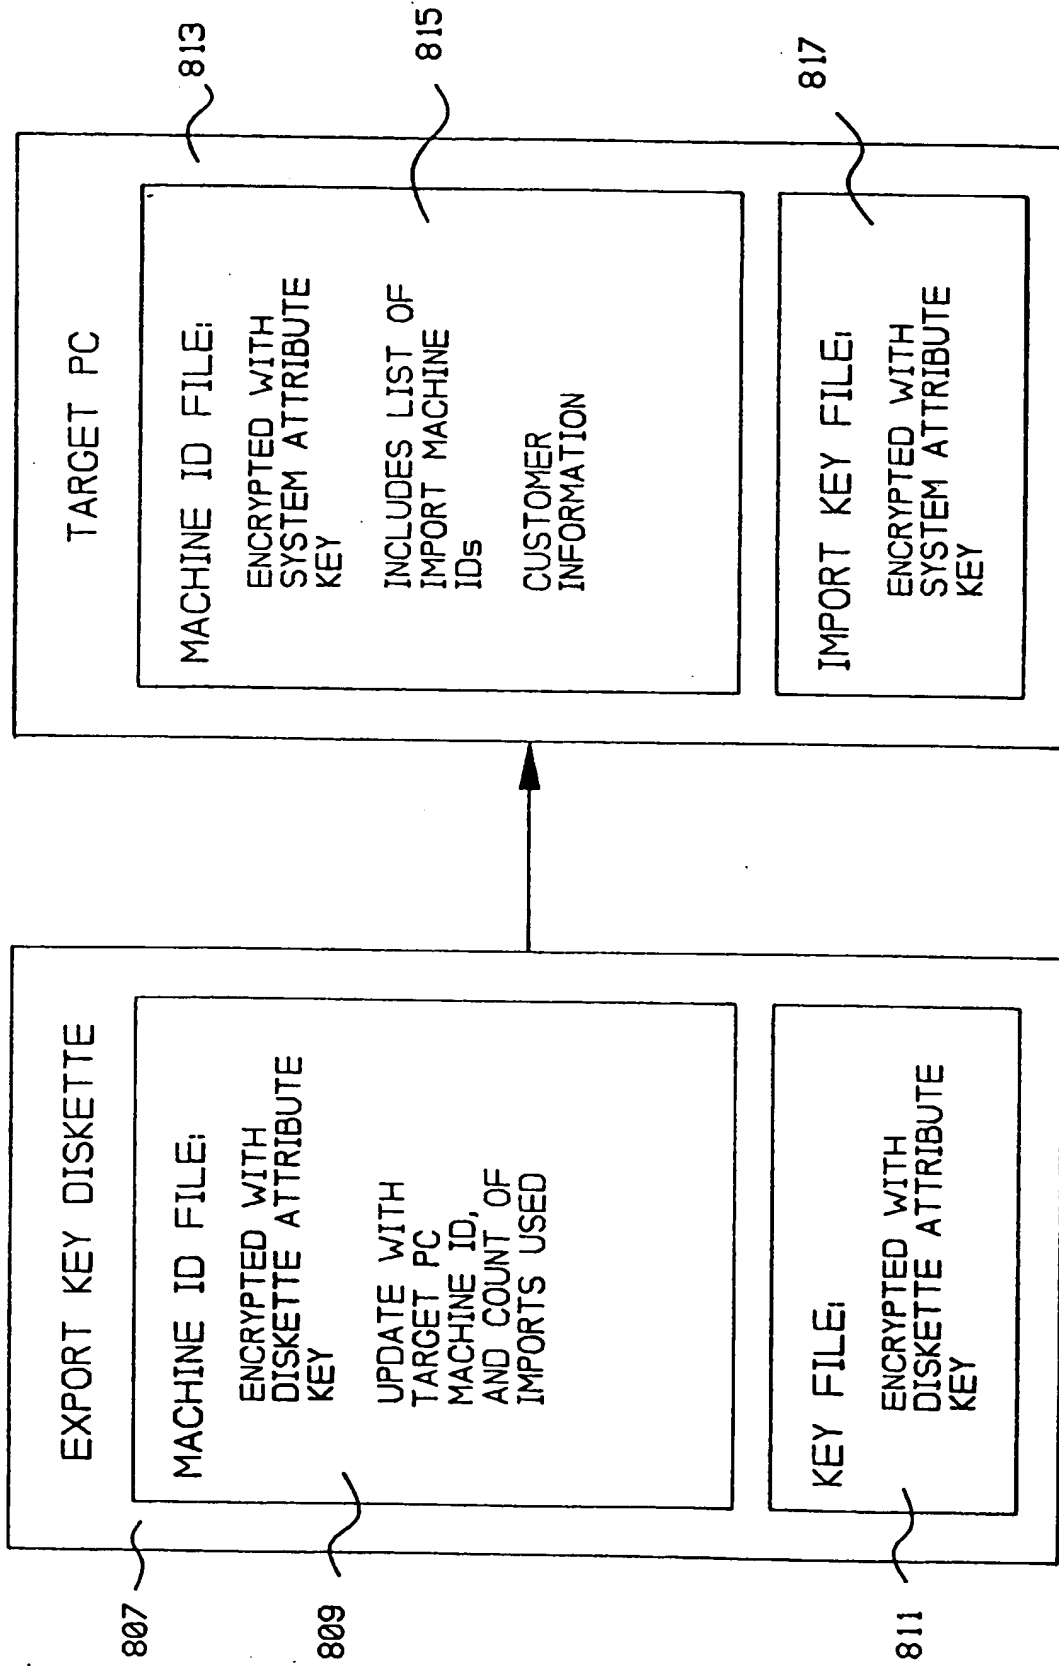 EXPORT KEY DISKETTE
807
MACHINE ID FILE:
809
ENCRYPTED WITH
DISKETTE ATTRIBUTE
KEY
UPDATE WITH
TARGET PC
MACHINE ID,
AND COUNT OF
IMPORTS USED
KEY FILE:
811
ENCRYPTED WITH
DISKETTE ATTRIBUTE
KEY
TARGET PC
813
MACHINE ID FILE:
ENCRYPTED WITH
SYSTEM ATTRIBUTE
KEY
815
INCLUDES LIST OF
IMPORT MACHINE
IDs
CUSTOMER
INFORMATION
IMPORT KEY FILE:
817
ENCRYPTED WITH
SYSTEM ATTRIBUTE
KEY